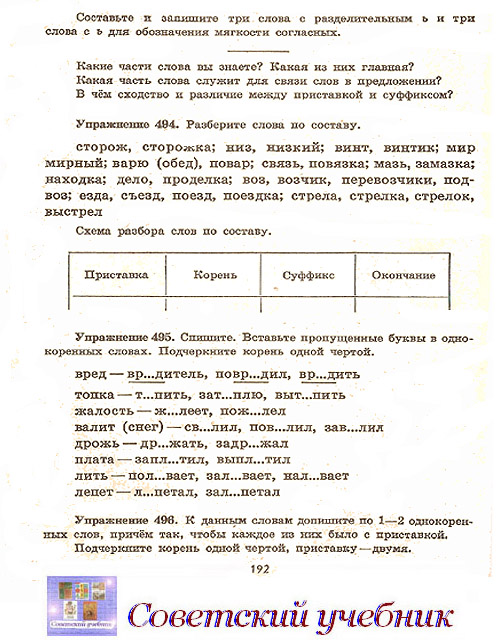 Составьте и запишите три слова с разделительным ь и три
слова с ь для обозначения мягкости согласных.
Какие части слова вы знаете? Какая из них главная?
Какая часть слова служит для связи слов в предложении?
В чём сходство и различие между приставкой и суффиксом?
Упражнение 494. Разберите слова по составу.
сторож, сторожка; низ, низкий; винт, винтик; мир
мирный; варю (обед), повар; связь, повязка; мазь, замазка;
находка; дело, проделка; воз, возчик, перевозчики, под-
воз; езда, съезд, поезд, поездка; стрела, стрелка, стрелок,
выстрел
Схема разбора слов по составу.
Приставка Корень Суффикс Окончание
Упражнение 495. Спишите. Вставьте пропущенные буквы в одно-
коренных словах. Подчеркните корень одной чертой.
вред — вр...дитель, повр...дил, вр...дить
топка — т...пить, зат...плю, выт...пить
жалость — ж...леет, пож...лел
валит (снег) — св...лил, пов...лил, зав...лия
дрожь — др...жать, задр...жал
плата — запл...тил, выпл...тил
лить — пол...вает, зал...вает, нал...вает
лепет — л...петал, зал...петал
Упражнение 496. К данным словам допишите по 1—2 однокорен-
ных слов, причём так, чтобы каждое из них было с приставкой.
Подчеркните корень одной чертой, приставку — двумя.
192
Советский учебник
Советский учебник